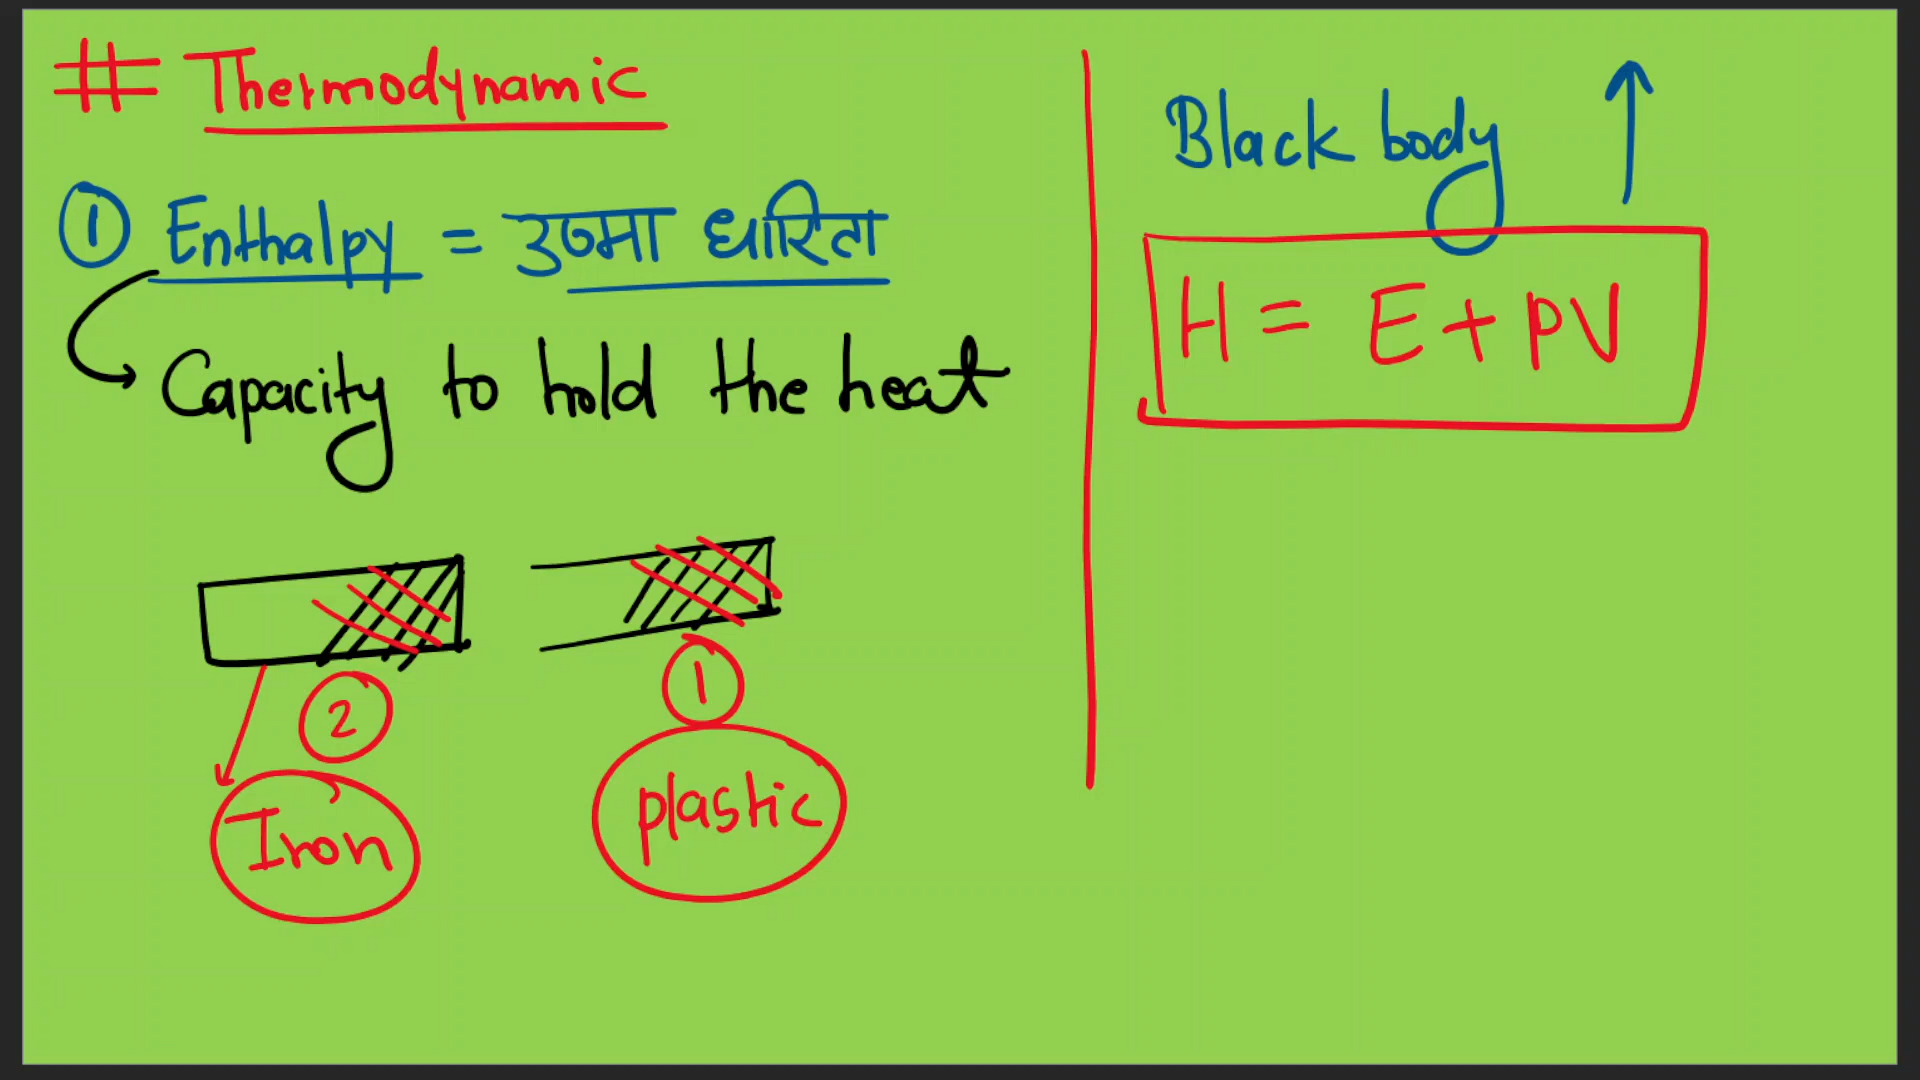 # Thermodynamic
① Enthalpy = उष्मा धारिता
Capacity to hold the heat
②
Iron
①
plastic
Black body ↑
H = E + PV